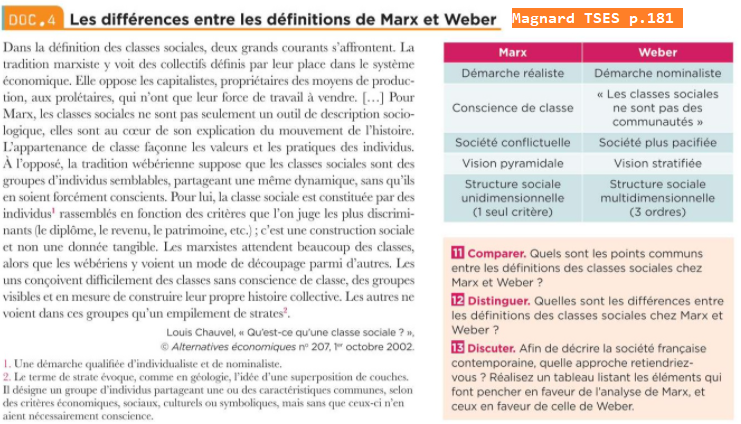 DOC.4 Les différences entre les définitions de Marx et Weber Magnard TSES p.181
Dans la définition des classes sociales, deux grands courants s'affrontent. La
tradition marxiste y voit des collectifs définis par leur place dans le système
économique. Elle oppose les capitalistes, propriétaires des moyens de produc-
tion, aux prolétaires, qui n'ont que leur force de travail à vendre. […] Pour
Marx, les classes sociales ne sont pas seulement un outil de description socio-
logique, elles sont au cœur de son explication du mouvement de l'histoire.
L'appartenance de classe façonne les valeurs et les pratiques des individus.
À l'opposé, la tradition wébérienne suppose que les classes sociales sont des
groupes d'individus semblables, partageant une même dynamique, sans qu'ils
en soient forcément conscients. Pour lui, la classe sociale est constituée par des
individus¹ rassemblés en fonction des critères que l'on juge les plus discrimi-
nants (le diplôme, le revenu, le patrimoine, etc.) ; c'est une construction sociale
et non une donnée tangible. Les marxistes attendent beaucoup des classes,
alors que les wébériens y voient un mode de découpage parmi d'autres. Les
uns conçoivent difficilement des classes sans conscience de classe, des groupes
visibles et en mesure de construire leur propre histoire collective. Les autres ne
voient dans ces groupes qu'un empilement de strates².
Louis Chauvel, « Qu'est-ce qu'une classe sociale ? »,
© Alternatives économiques n° 207, 1er octobre 2002.
1. Une démarche qualifiée d'individualiste et de nominaliste.
2. Le terme de strate évoque, comme en géologie, l'idée d'une superposition de couches.
Il désigne un groupe d'individus partageant une ou des caractéristiques communes, selon
des critères économiques, sociaux, culturels ou symboliques, mais sans que ceux-ci n'en
aient nécessairement conscience.
Marx Weber
Démarche réaliste Démarche nominaliste
Conscience de classe « Les classes sociales
ne sont pas des
communautés »
Société conflictuelle Société plus pacifiée
Vision pyramidale Vision stratifiée
Structure sociale Structure sociale
unidimensionnelle multidimensionnelle
(1 seul critère) (3 ordres)
11 Comparer. Quels sont les points communs
entre les définitions des classes sociales chez
Marx et Weber ?
12 Distinguer. Quelles sont les différences entre
les définitions des classes sociales chez Marx et
Weber ?
13 Discuter. Afin de décrire la société française
contemporaine, quelle approche retiendriez-
vous ? Réalisez un tableau listant les éléments qui
font pencher en faveur de l'analyse de Marx, et
ceux en faveur de celle de Weber.